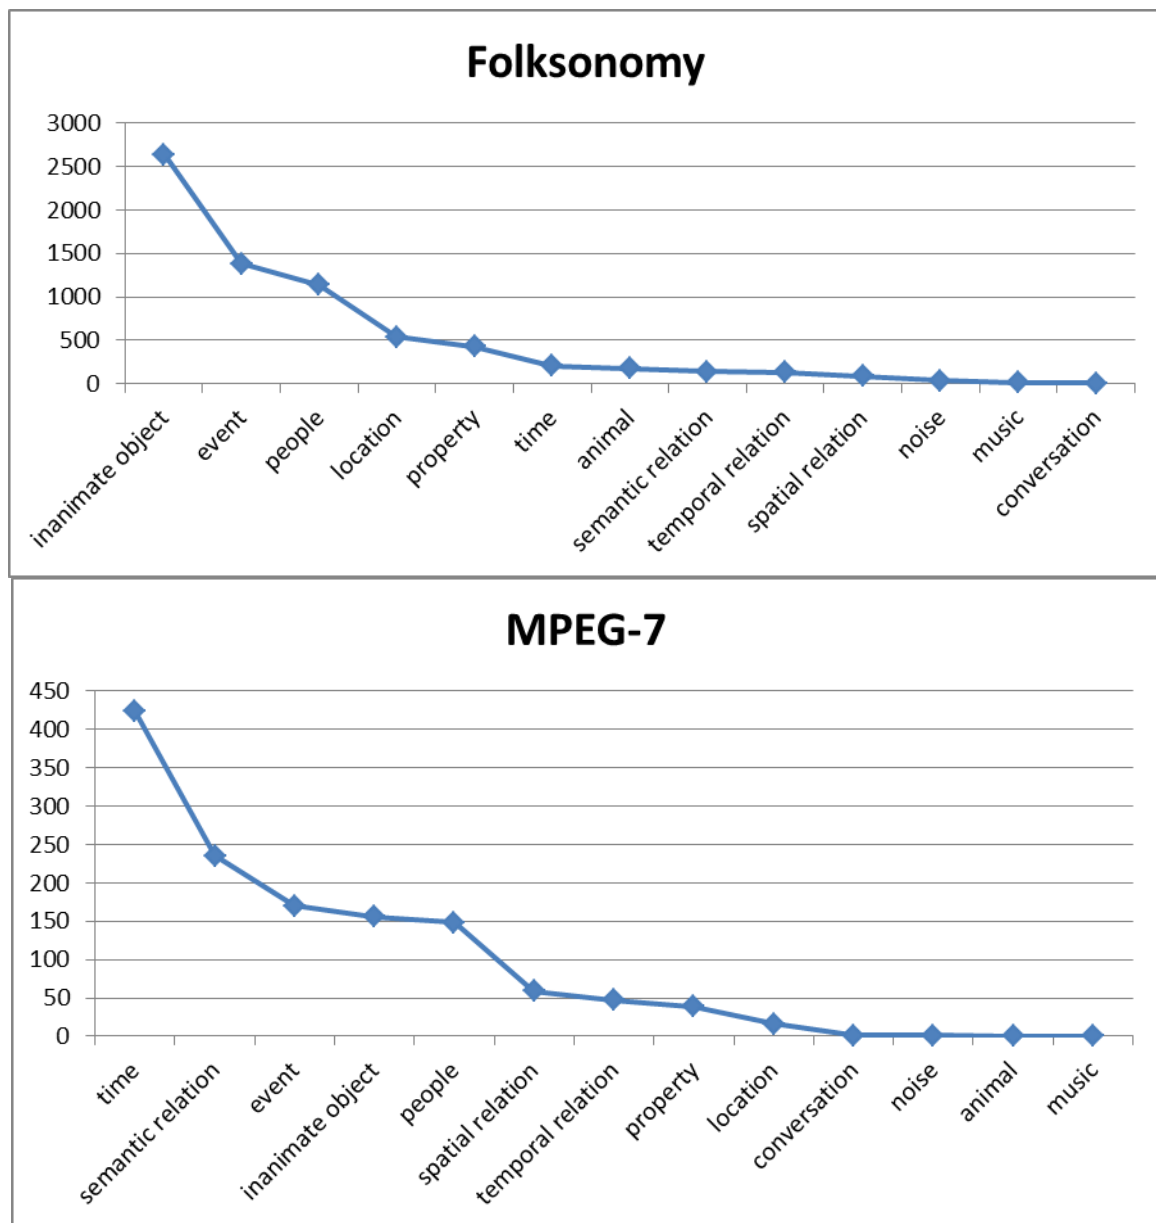 Folksonomy
3000
2500
2000
1500
1000
500
0
inanimate object
event
people
location
property
time
animal
semantic relation
temporal relation
spatial relation
noise
music
conversation
MPEG-7
450
400
350
300
250
200
150
100
50
0
time
semantic relation
event
inanimate object
people
spatial relation
temporal relation
property
location
conversation
noise
animal
music